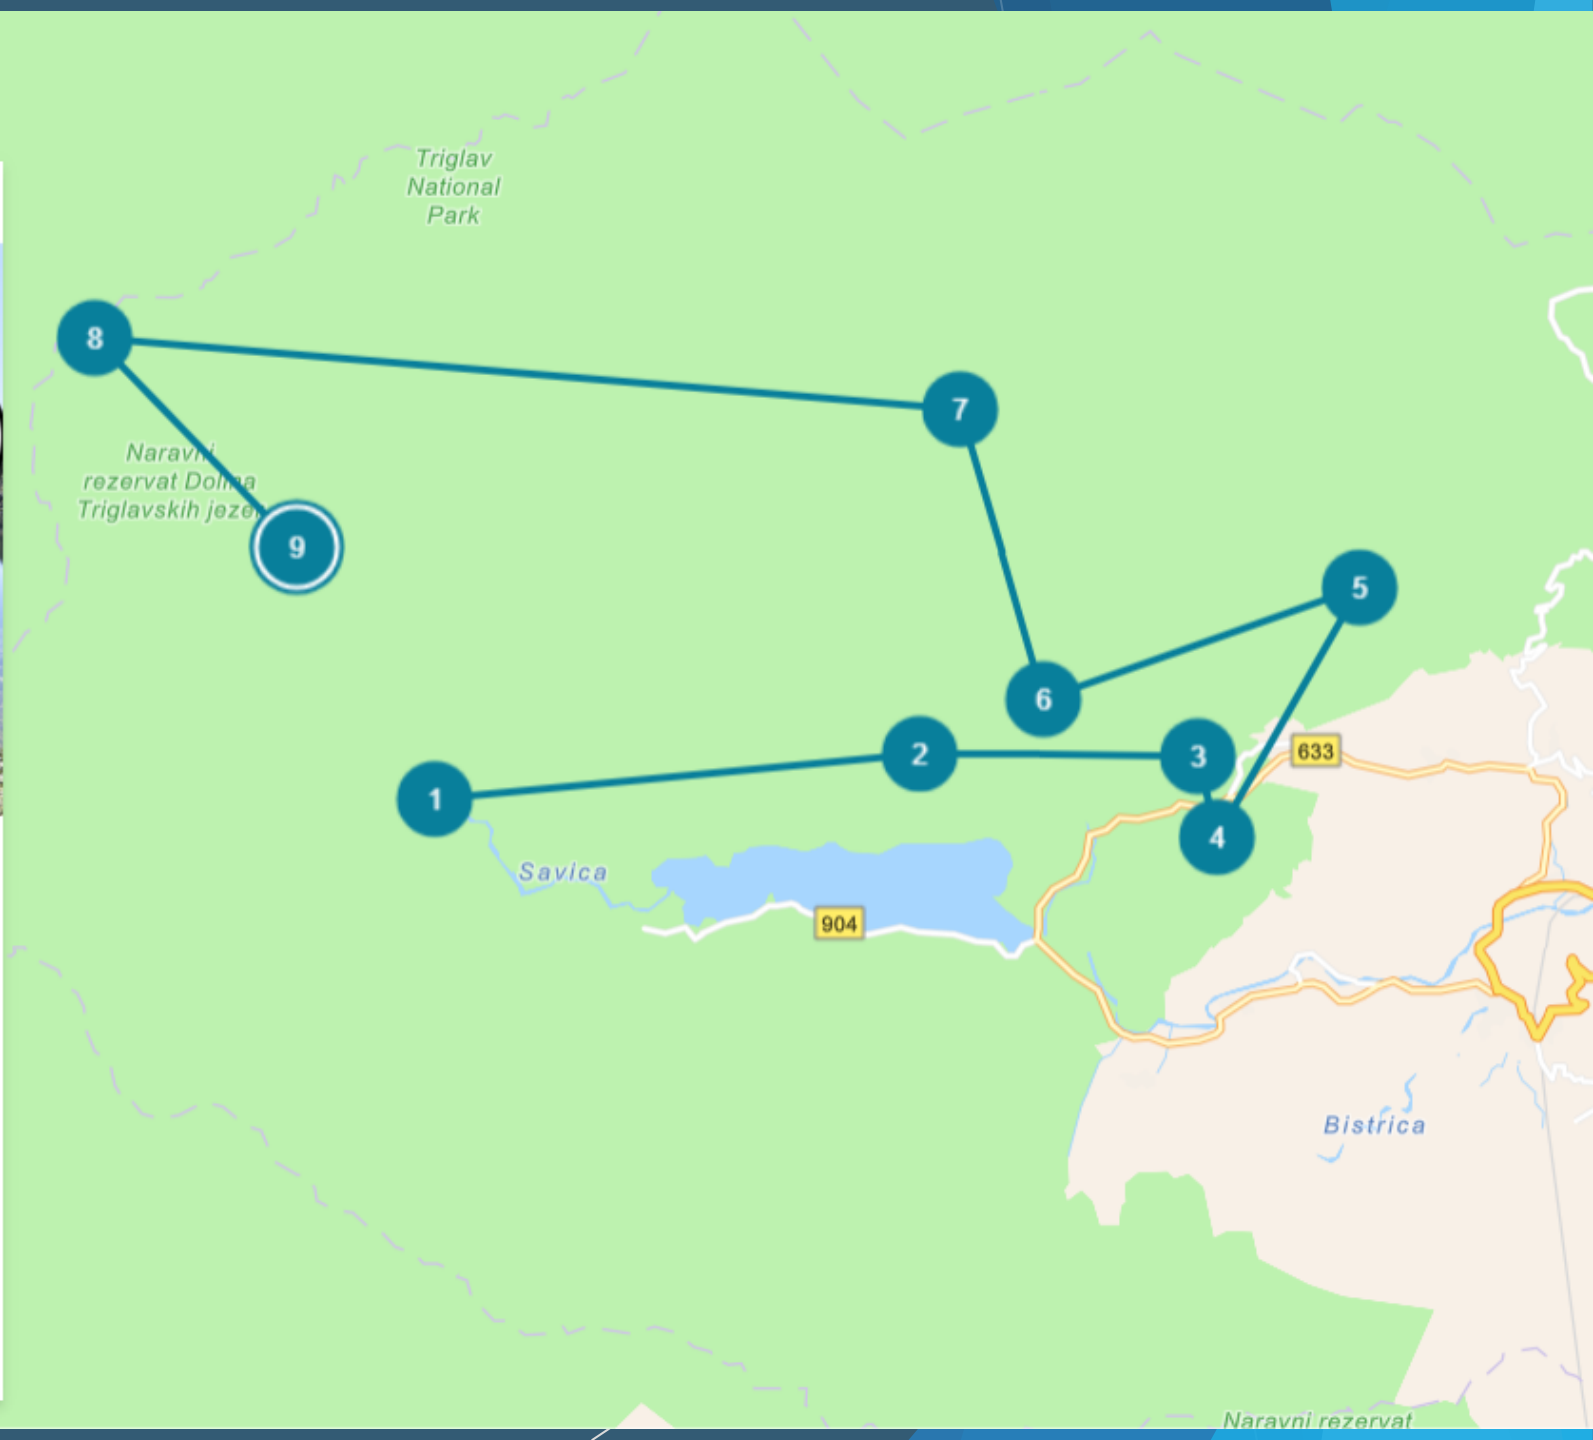 Triglav
National
Park
8
7
Naravni
rezervat Dolina
Triglavskih jezer
9
5
6
2
3
633
1
4
Savica
904
Bistrica
Naravni rezervat